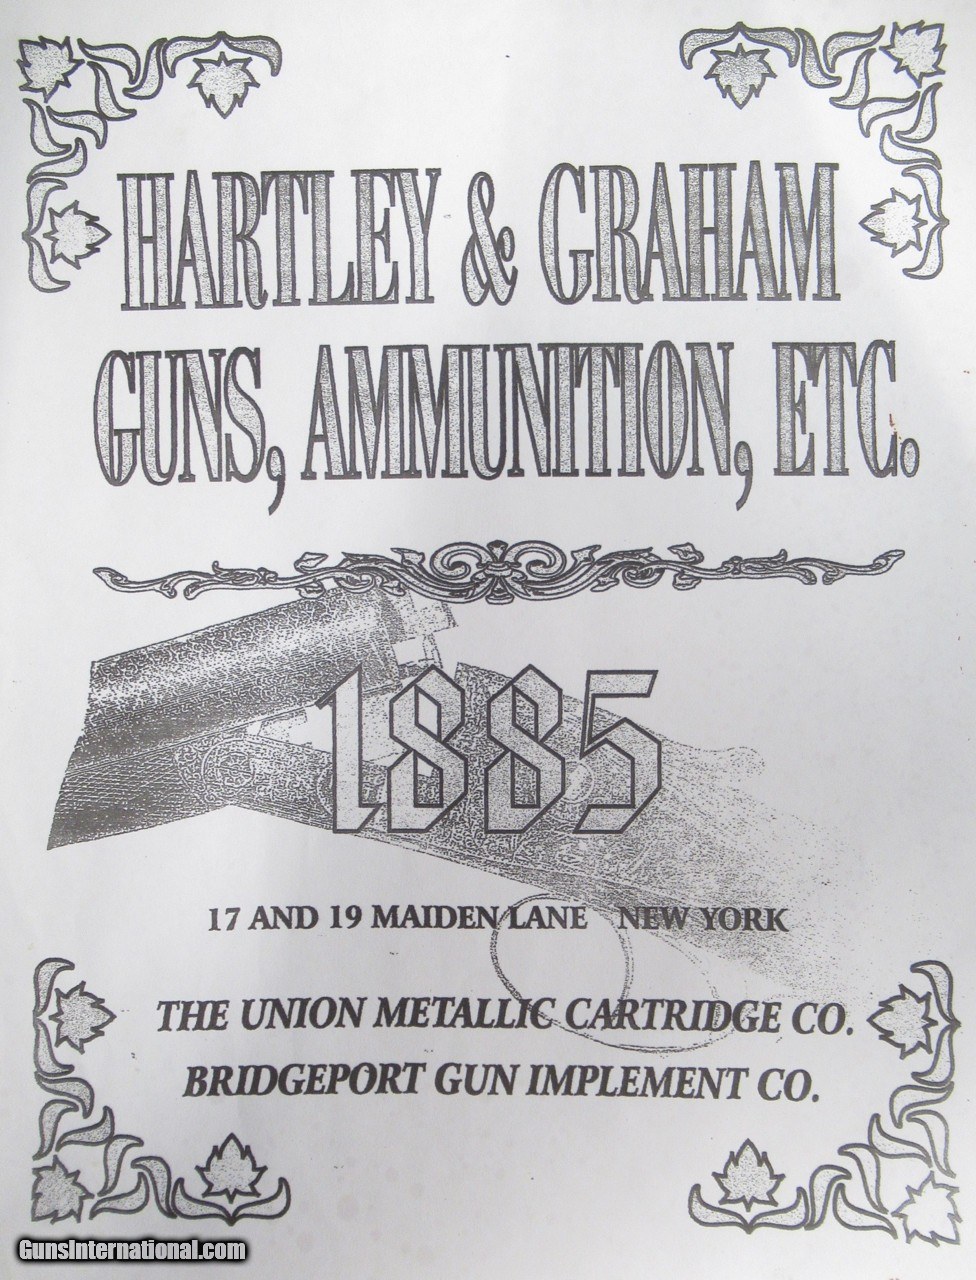 HARTLEY & GRAHAM
GUNS, AMMUNITION, ETC.
1885
17 AND 19 MAIDEN LANE NEW YORK
THE UNION METALLIC CARTRIDGE CO.
BRIDGEPORT GUN IMPLEMENT CO.
GunsInternational.com